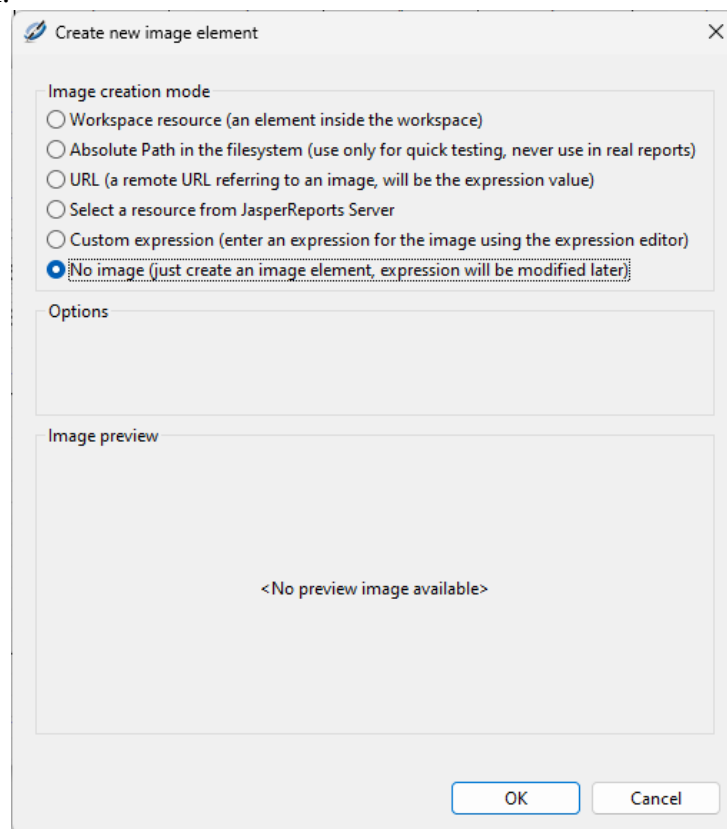 Create new image element
Image creation mode
Workspace resource (an element inside the workspace)
Absolute Path in the filesystem (use only for quick testing, never use in real reports)
URL (a remote URL referring to an image, will be the expression value)
Select a resource from JasperReports Server
Custom expression (enter an expression for the image using the expression editor)
No image (just create an image element, expression will be modified later)
Options
Image preview
<No preview image available>
OK Cancel